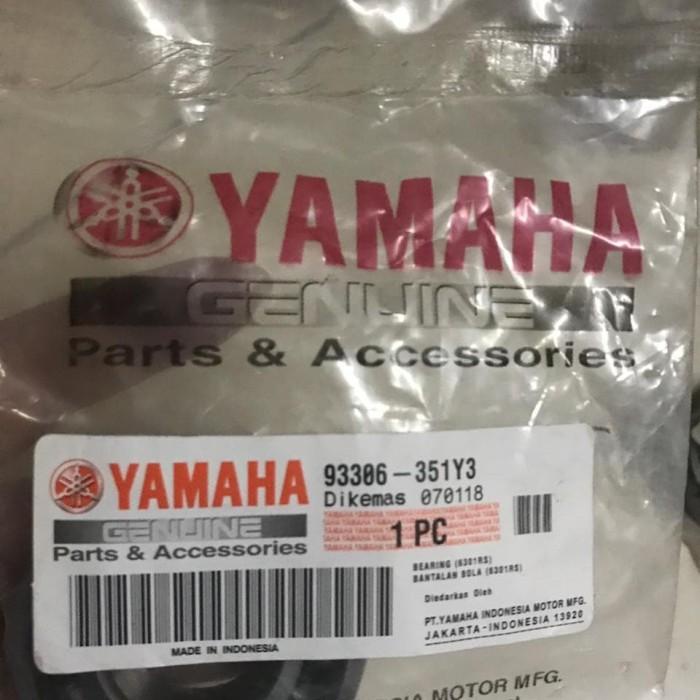 YAMAHA
GENUINE
Parts & Accessories
YAMAHA
GENUINE
Parts & Accessories
93306-351Y3
Dikemas 070118
1 PC
BEARING (6301RS)
BANTALAN BOLA (6301RS)
Diedarkan Oleh
PT.YAMAHA INDONESIA MOTOR MFG.
JAKARTA-INDONESIA 13920
MADE IN INDONESIA
MOTOR MFG.